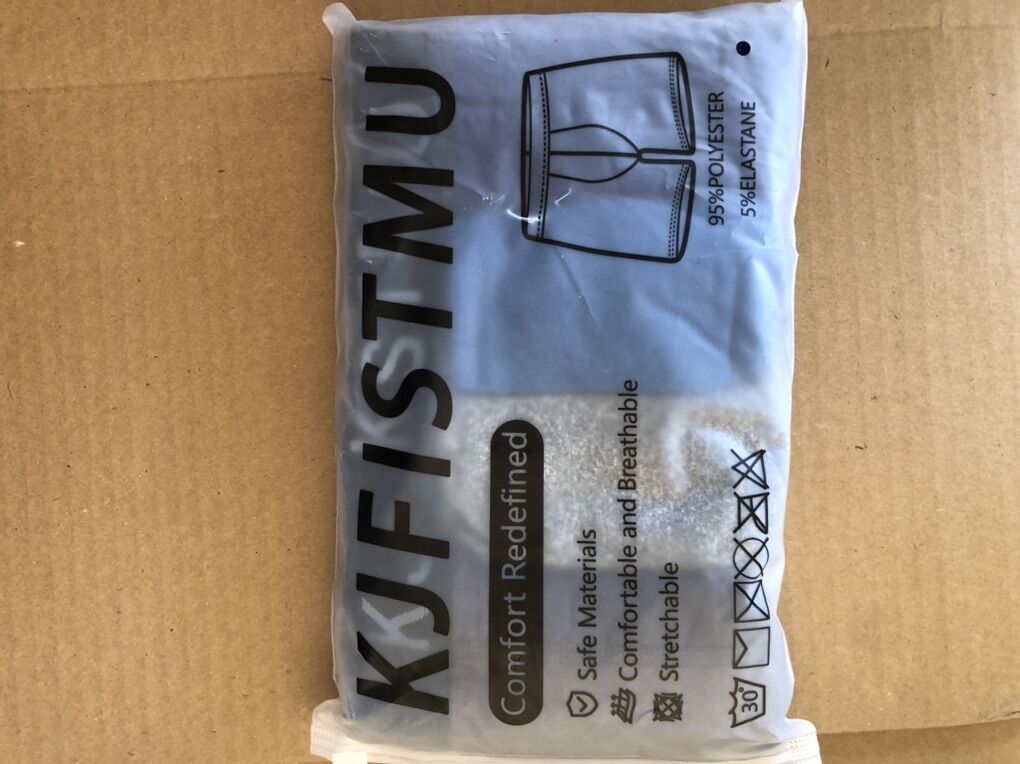 KJFISTMU
Comfort Redefined
Safe Materials
Comfortable and Breathable
Stretchable
95%POLYESTER
5%ELASTANE
30°